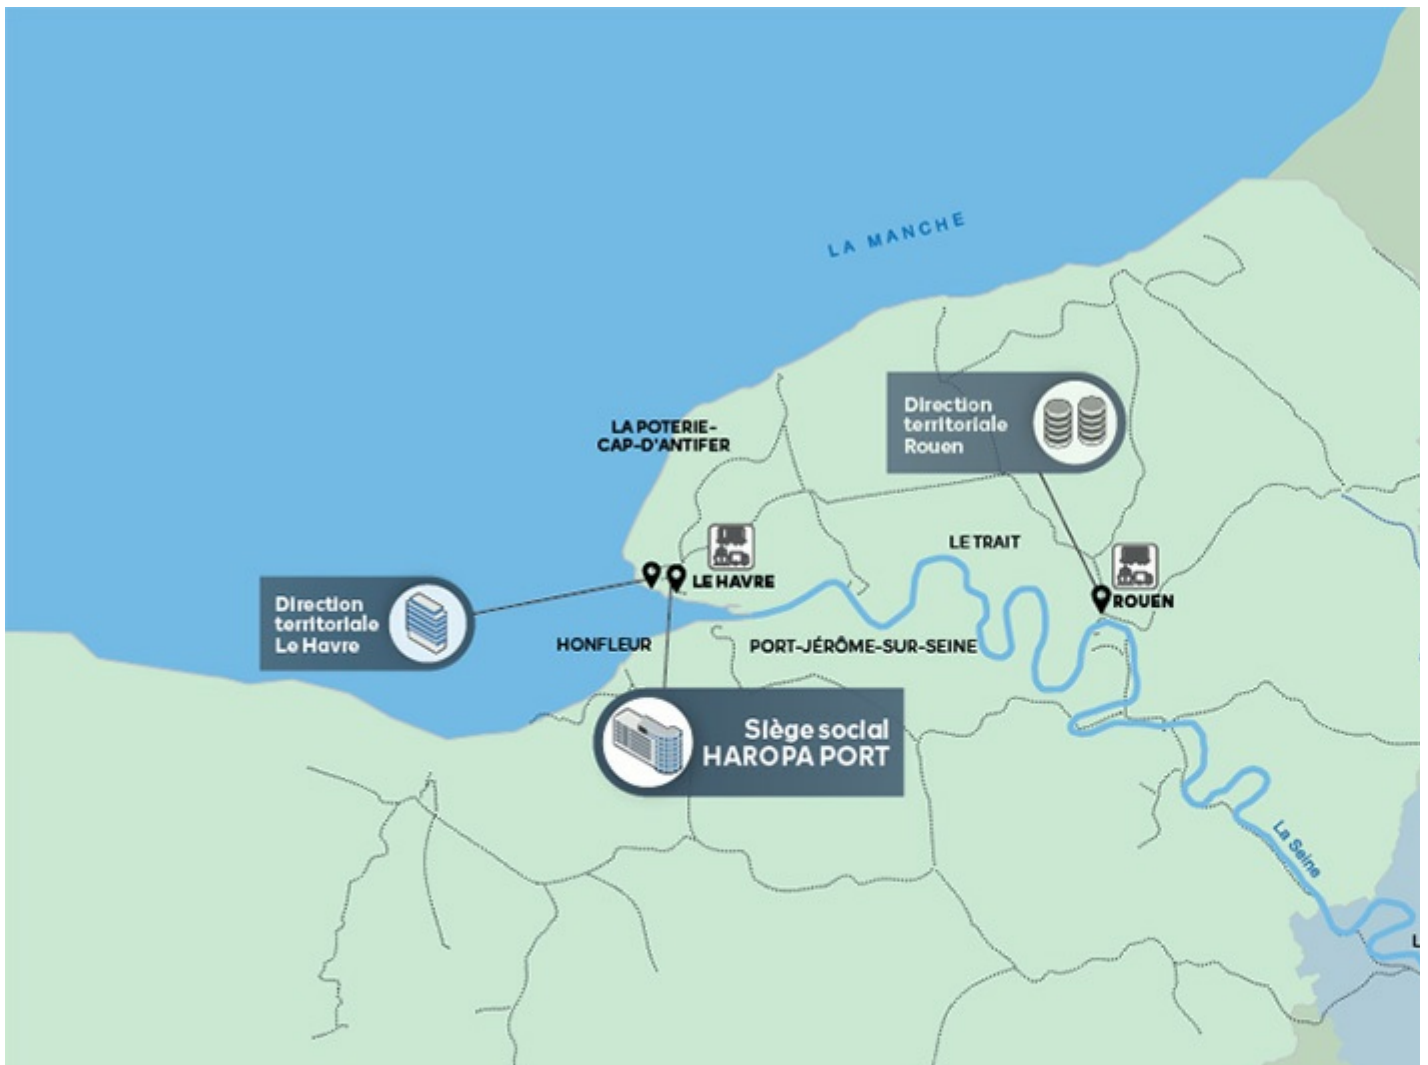 LA MANCHE
Direction
territoriale
Rouen
LA POTERIE-
CAP-D'ANTIFER
LE TRAIT
LE HAVRE
ROUEN
Direction
territoriale
Le Havre
HONFLEUR
PORT-JÉRÔME-SUR-SEINE
Siège social
HAROPA PORT
La Seine
L